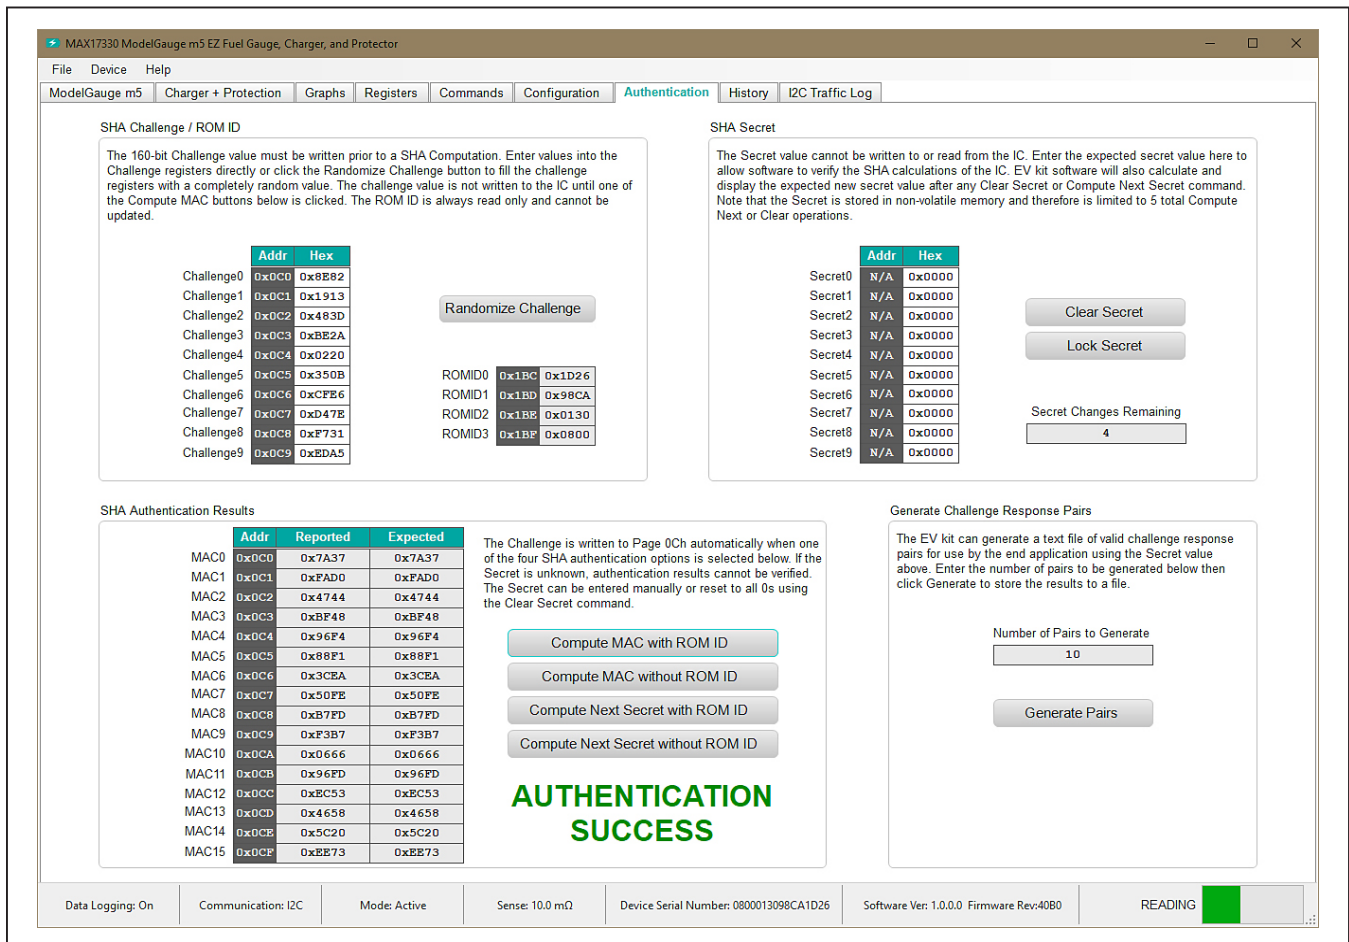 MAX17330 ModelGauge m5 EZ Fuel Gauge, Charger, and Protector
File Device Help
ModelGauge m5 Charger + Protection Graphs Registers Commands Configuration Authentication History I2C Traffic Log
SHA Challenge / ROM ID
The 160-bit Challenge value must be written prior to a SHA Computation. Enter values into the
Challenge registers directly or click the Randomize Challenge button to fill the challenge
registers with a completely random value. The challenge value is not written to the IC until one of
the Compute MAC buttons below is clicked. The ROM ID is always read only and cannot be
updated.
Addr Hex
Challenge0 0x0C0 0x8E82
Challenge1 0x0C1 0x1913
Challenge2 0x0C2 0x483D
Challenge3 0x0C3 0xBE2A
Challenge4 0x0C4 0x0220
Challenge5 0x0C5 0x350B
Challenge6 0x0C6 0xCFE6
Challenge7 0x0C7 0xD47E
Challenge8 0x0C8 0xF731
Challenge9 0x0C9 0xEDA5
Randomize Challenge
ROMID0 0x1BC 0x1D26
ROMID1 0x1BD 0x98CA
ROMID2 0x1BE 0x0130
ROMID3 0x1BF 0x0800
SHA Secret
The Secret value cannot be written to or read from the IC. Enter the expected secret value here to
allow software to verify the SHA calculations of the IC. EV kit software will also calculate and
display the expected new secret value after any Clear Secret or Compute Next Secret command.
Note that the Secret is stored in non-volatile memory and therefore is limited to 5 total Compute
Next or Clear operations.
Addr Hex
Secret0 N/A 0x0000
Secret1 N/A 0x0000
Secret2 N/A 0x0000
Secret3 N/A 0x0000
Secret4 N/A 0x0000
Secret5 N/A 0x0000
Secret6 N/A 0x0000
Secret7 N/A 0x0000
Secret8 N/A 0x0000
Secret9 N/A 0x0000
Clear Secret
Lock Secret
Secret Changes Remaining
4
SHA Authentication Results
Addr Reported Expected
MAC0 0x0C0 0x7A37 0x7A37
MAC1 0x0C1 0xFAD0 0xFAD0
MAC2 0x0C2 0x4744 0x4744
MAC3 0x0C3 0xBF48 0xBF48
MAC4 0x0C4 0x96F4 0x96F4
MAC5 0x0C5 0x88F1 0x88F1
MAC6 0x0C6 0x3CEA 0x3CEA
MAC7 0x0C7 0x50FE 0x50FE
MAC8 0x0C8 0xB7FD 0xB7FD
MAC9 0x0C9 0xF3B7 0xF3B7
MAC10 0x0CA 0x0666 0x0666
MAC11 0x0CB 0x96FD 0x96FD
MAC12 0x0CC 0xEC53 0xEC53
MAC13 0x0CD 0x4658 0x4658
MAC14 0x0CE 0x5C20 0x5C20
MAC15 0x0CF 0xEE73 0xEE73
The Challenge is written to Page 0Ch automatically when one
of the four SHA authentication options is selected below. If the
Secret is unknown, authentication results cannot be verified.
The Secret can be entered manually or reset to all 0s using
the Clear Secret command.
Compute MAC with ROM ID
Compute MAC without ROM ID
Compute Next Secret with ROM ID
Compute Next Secret without ROM ID
AUTHENTICATION
SUCCESS
Generate Challenge Response Pairs
The EV kit can generate a text file of valid challenge response
pairs for use by the end application using the Secret value
above. Enter the number of pairs to be generated below then
click Generate to store the results to a file.
Number of Pairs to Generate
10
Generate Pairs
Data Logging: On Communication: I2C Mode: Active Sense: 10.0 mΩ Device Serial Number: 0800013098CA1D26 Software Ver: 1.0.0.0 Firmware Rev:40B0 READING